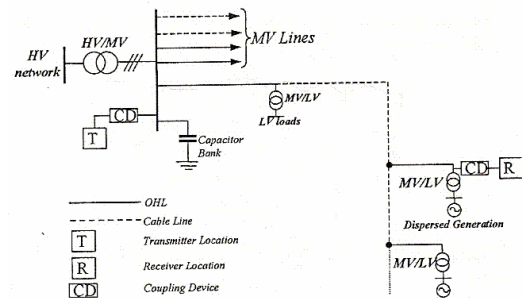 HV
network
HV/MV
MV Lines
MV/LV
LV loads
CD
T
Capacitor
Bank
MV/LV
CD
R
Dispersed Generation
MV/LV
OHL
Cable Line
T
Transmitter Location
R
Receiver Location
CD
Coupling Device